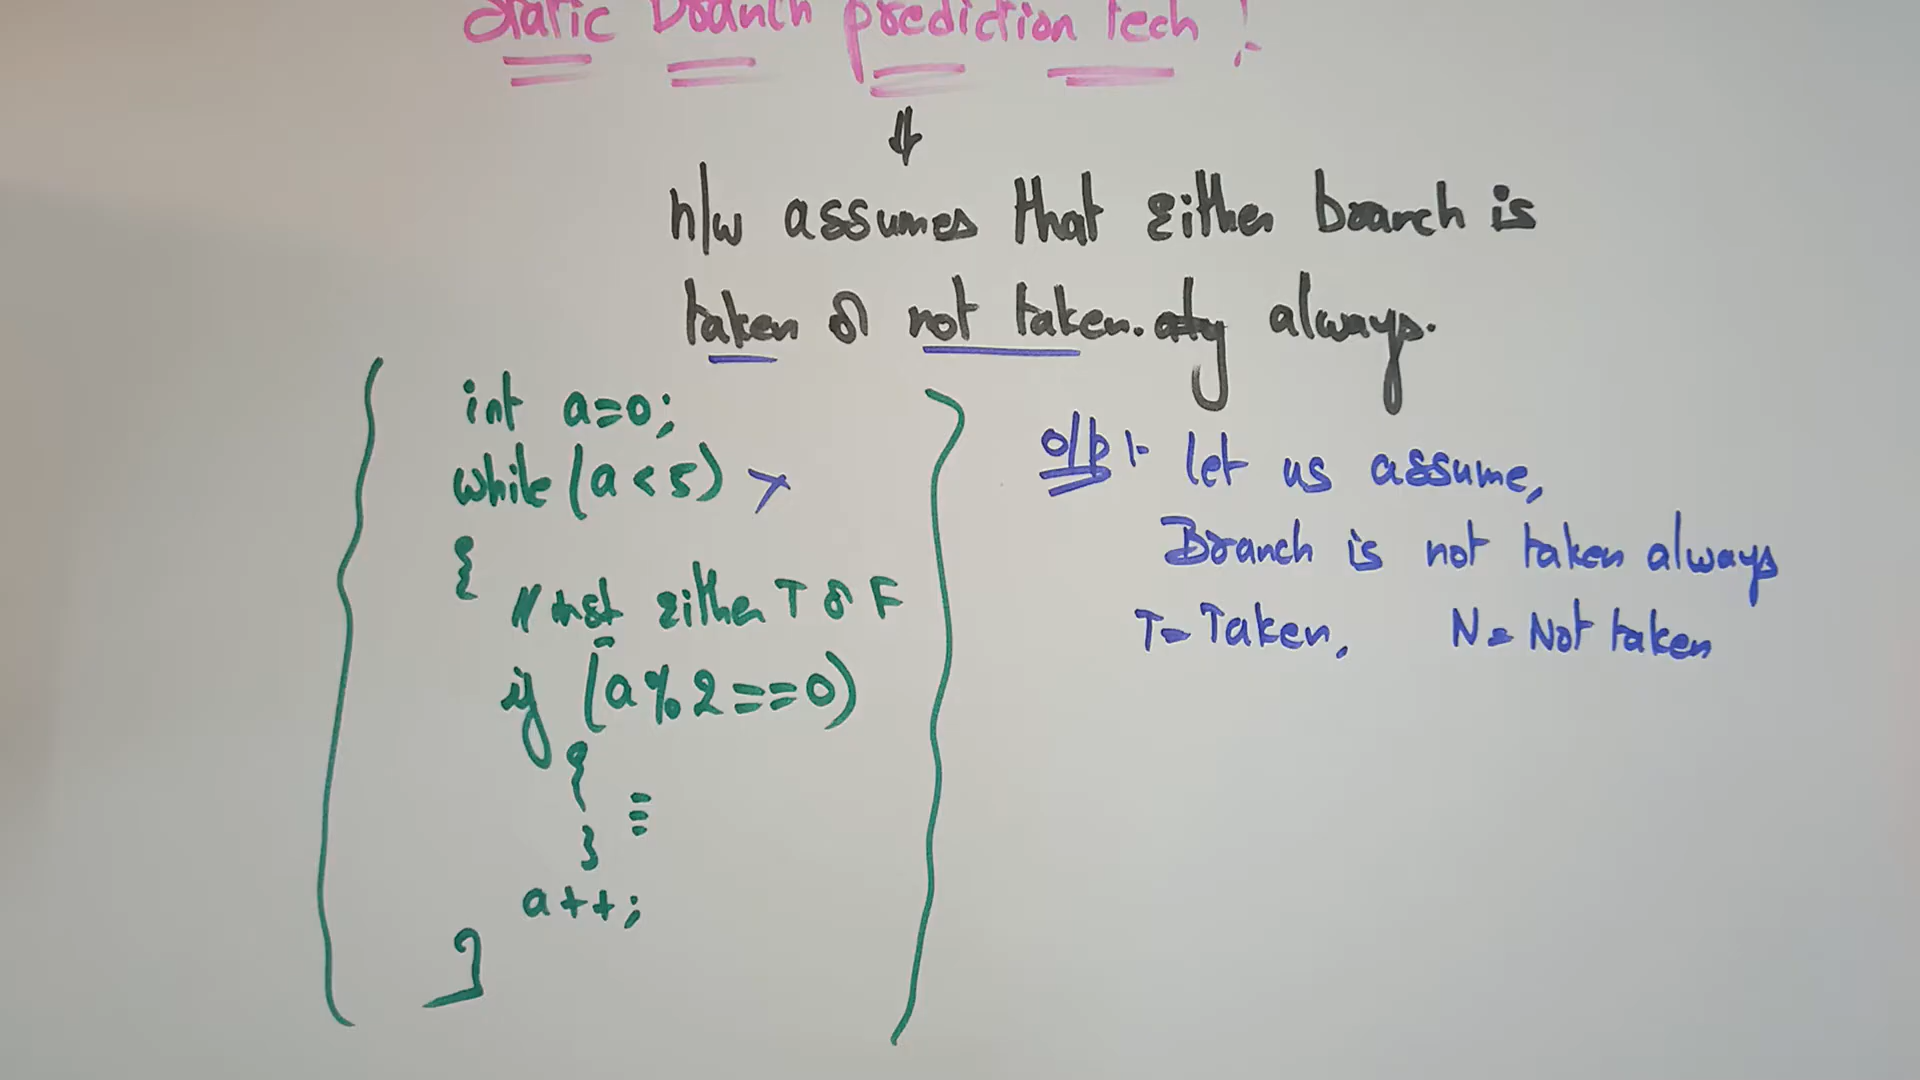 Static Branch prediction tech :
h/w assumes that either branch is
taken or not taken. always.
int a=0;
while (a<5)
{
// inst either T or F
if (a%2==0)
{
}
a++;
}
o/p :- let us assume,
Branch is not taken always
T= Taken, N= Not taken